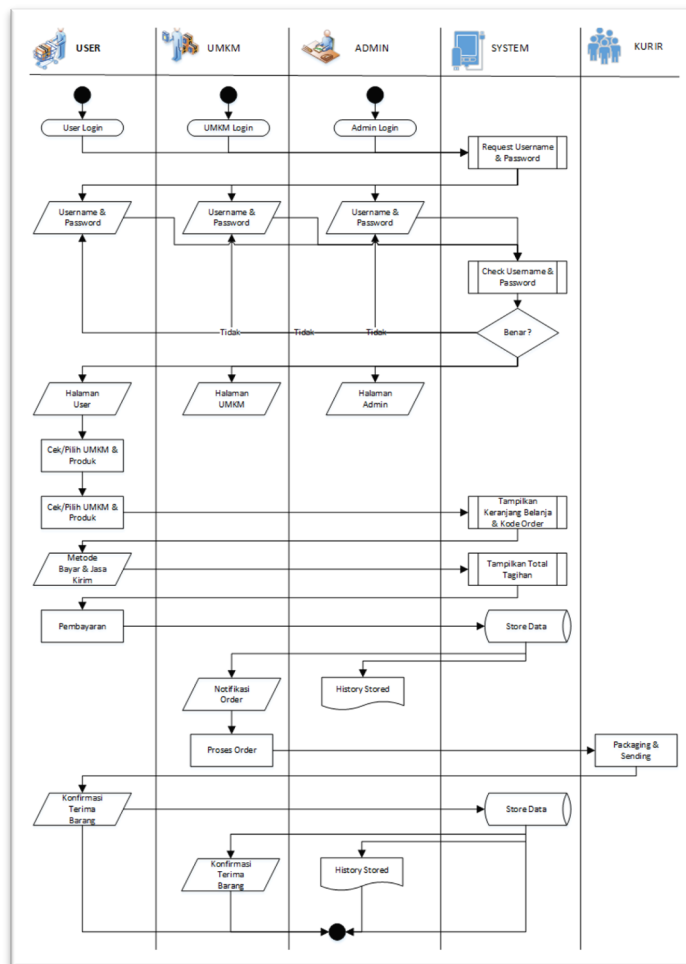 USER
UMKM
ADMIN
SYSTEM
KURIR
User Login
UMKM Login
Admin Login
Request Username
& Password
Username &
Password
Username &
Password
Username &
Password
Check Username &
Password
Tidak
Tidak
Tidak
Benar?
Halaman
User
Halaman
UMKM
Halaman
Admin
Cek/Pilih UMKM &
Produk
Cek/Pilih UMKM &
Produk
Tampilkan
Keranjang Belanja
& Kode Order
Metode
Bayar & Jasa
Kirim
Tampilkan Total
Tagihan
Pembayaran
Store Data
Notifikasi
Order
History Stored
Proses Order
Packaging &
Sending
Konfirmasi
Terima
Barang
Store Data
Konfirmasi
Terima
Barang
History Stored